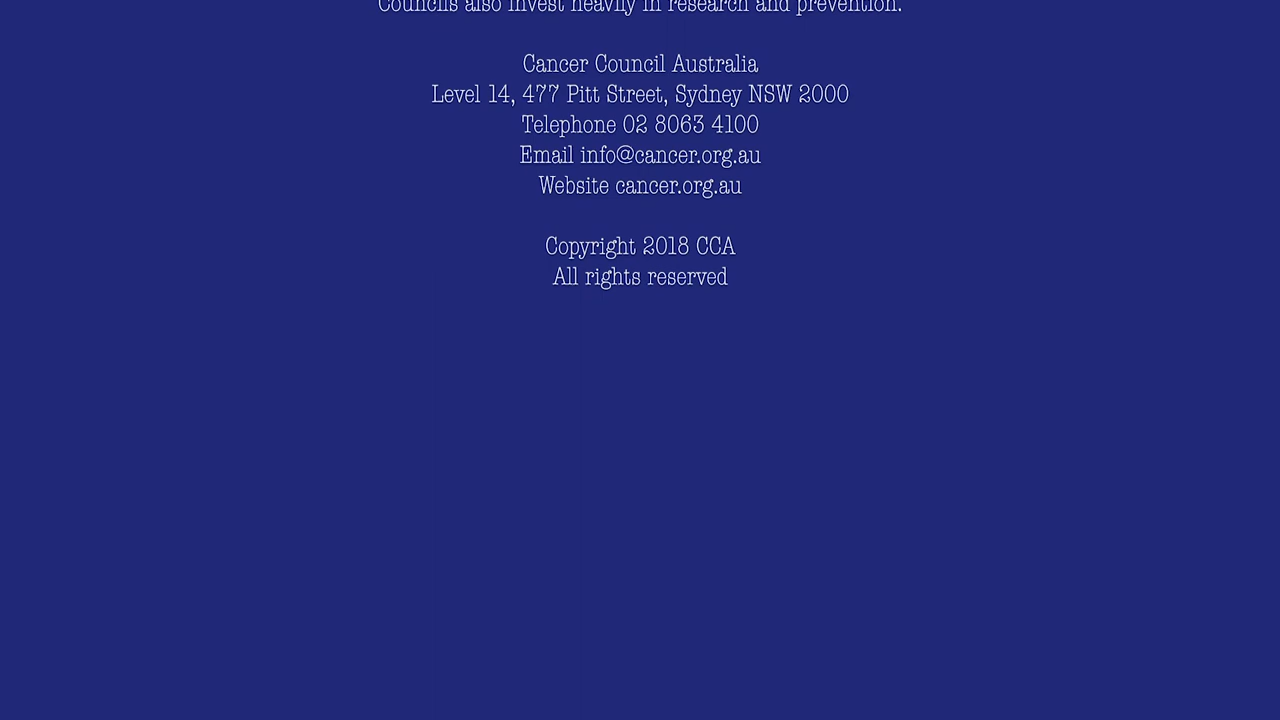 Councils also invest heavily in research and prevention.
Cancer Council Australia
Level 14, 477 Pitt Street, Sydney NSW 2000
Telephone 02 8063 4100
Email info@cancer.org.au
Website cancer.org.au
Copyright 2018 CCA
All rights reserved